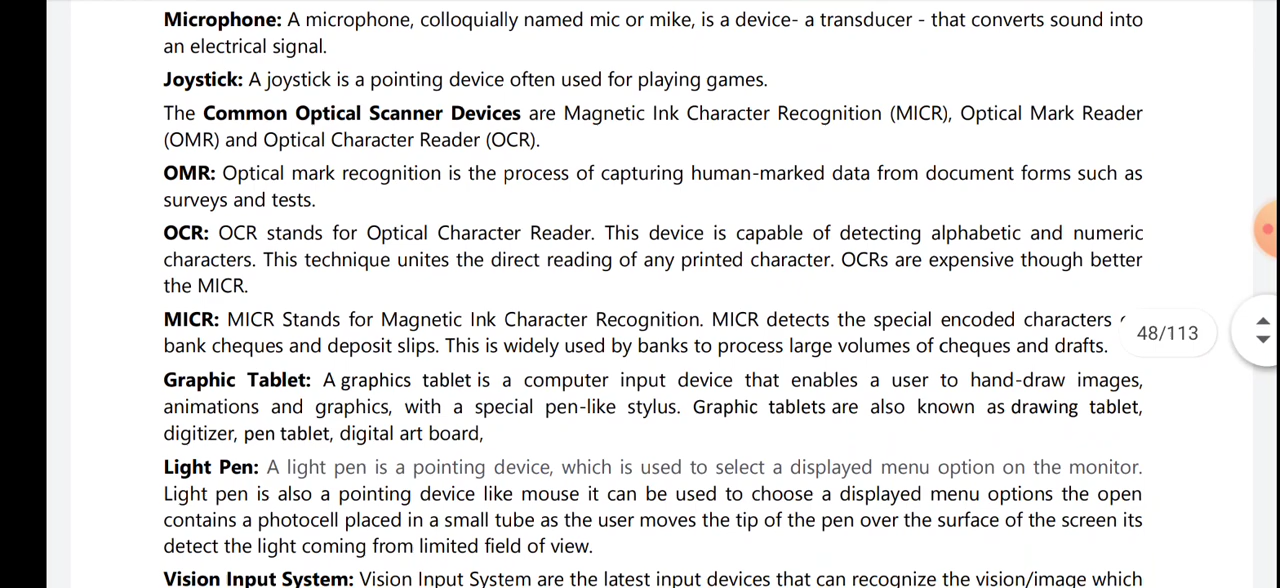 Microphone: A microphone, colloquially named mic or mike, is a device- a transducer - that converts sound into
an electrical signal.
Joystick: A joystick is a pointing device often used for playing games.
The Common Optical Scanner Devices are Magnetic Ink Character Recognition (MICR), Optical Mark Reader
(OMR) and Optical Character Reader (OCR).
OMR: Optical mark recognition is the process of capturing human-marked data from document forms such as
surveys and tests.
OCR: OCR stands for Optical Character Reader. This device is capable of detecting alphabetic and numeric
characters. This technique unites the direct reading of any printed character. OCRs are expensive though better
the MICR.
MICR: MICR Stands for Magnetic Ink Character Recognition. MICR detects the special encoded characters
bank cheques and deposit slips. This is widely used by banks to process large volumes of cheques and drafts.
48/113
Graphic Tablet: A graphics tablet is a computer input device that enables a user to hand-draw images,
animations and graphics, with a special pen-like stylus. Graphic tablets are also known as drawing tablet,
digitizer, pen tablet, digital art board,
Light Pen: A light pen is a pointing device, which is used to select a displayed menu option on the monitor.
Light pen is also a pointing device like mouse it can be used to choose a displayed menu options the open
contains a photocell placed in a small tube as the user moves the tip of the pen over the surface of the screen its
detect the light coming from limited field of view.
Vision Input System: Vision Input System are the latest input devices that can recognize the vision/image which